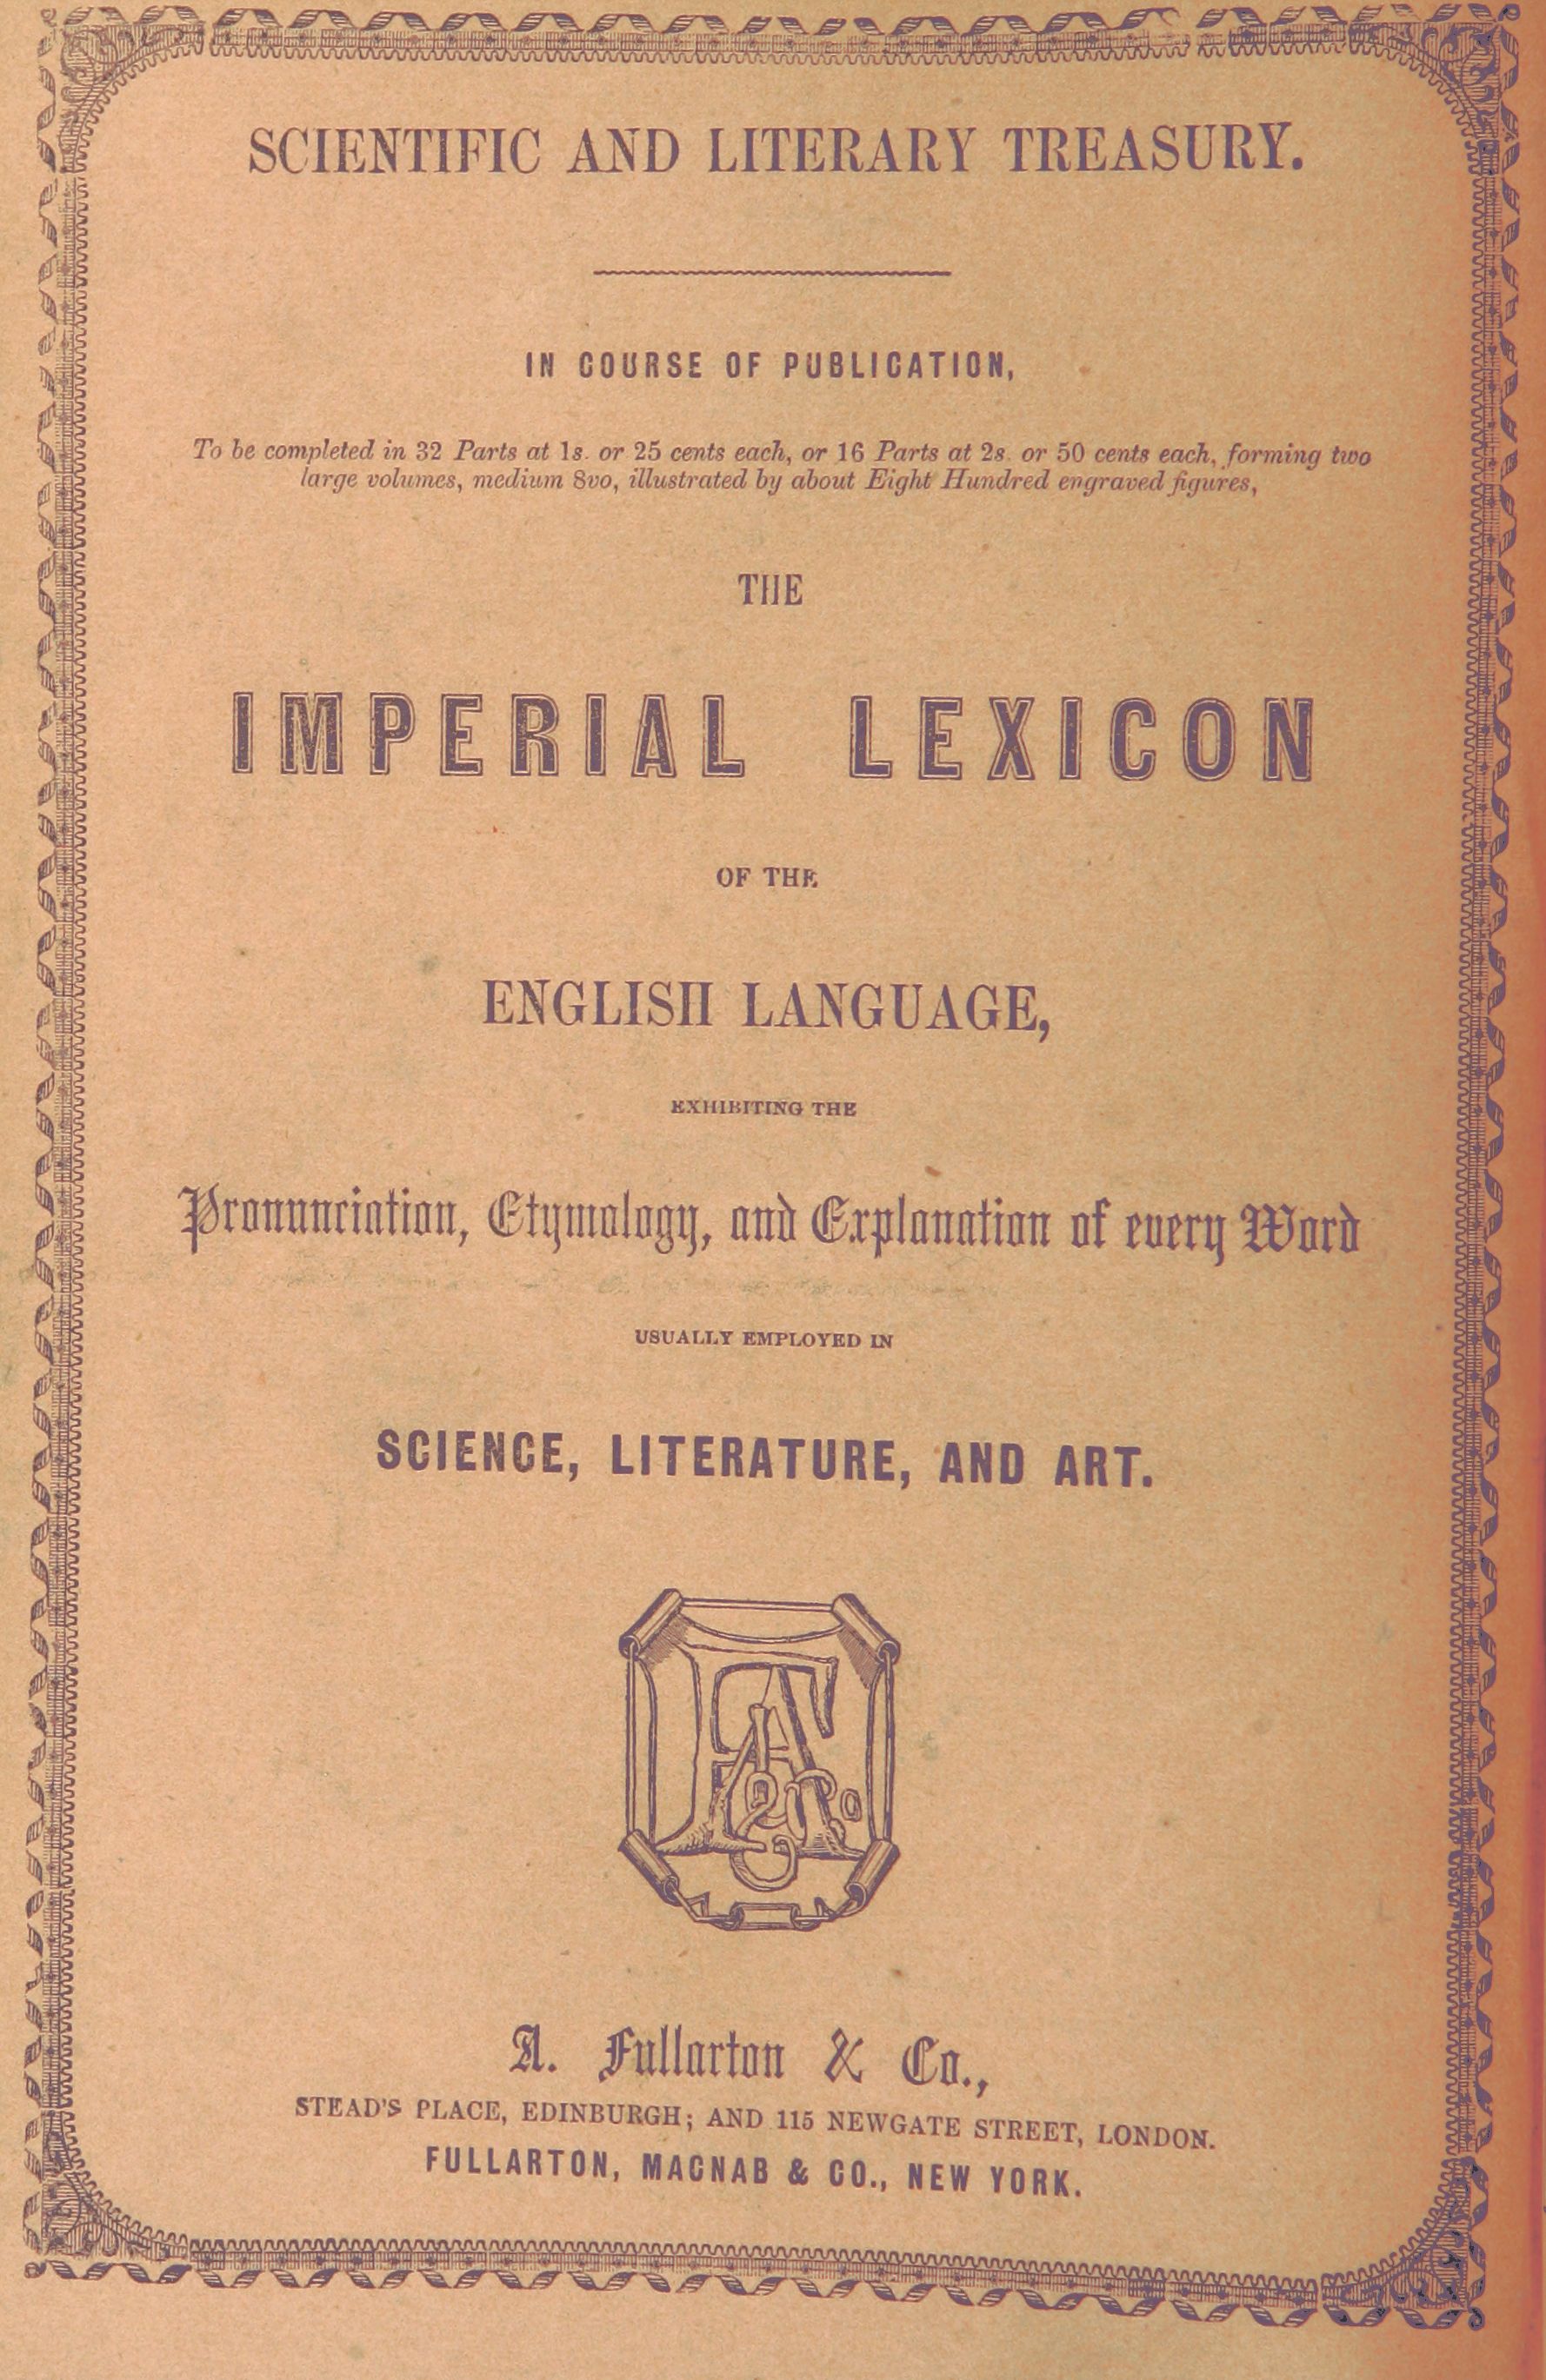 SCIENTIFIC AND LITERARY TREASURY.
IN COURSE OF PUBLICATION,
To be completed in 32 Parts at 1s. or 25 cents each, or 16 Parts at 2s. or 50 cents each, forming two
large volumes, medium 8vo, illustrated by about Eight Hundred engraved figures,
THE
IMPERIAL LEXICON
OF THE
ENGLISH LANGUAGE,
EXHIBITING THE
Pronunciation, Etymology, and Explanation of every Word
USUALLY EMPLOYED IN
SCIENCE, LITERATURE, AND ART.
A F & Co
A. Fullarton & Co.,
STEAD'S PLACE, EDINBURGH; AND 115 NEWGATE STREET, LONDON.
FULLARTON, MACNAB & CO., NEW YORK.